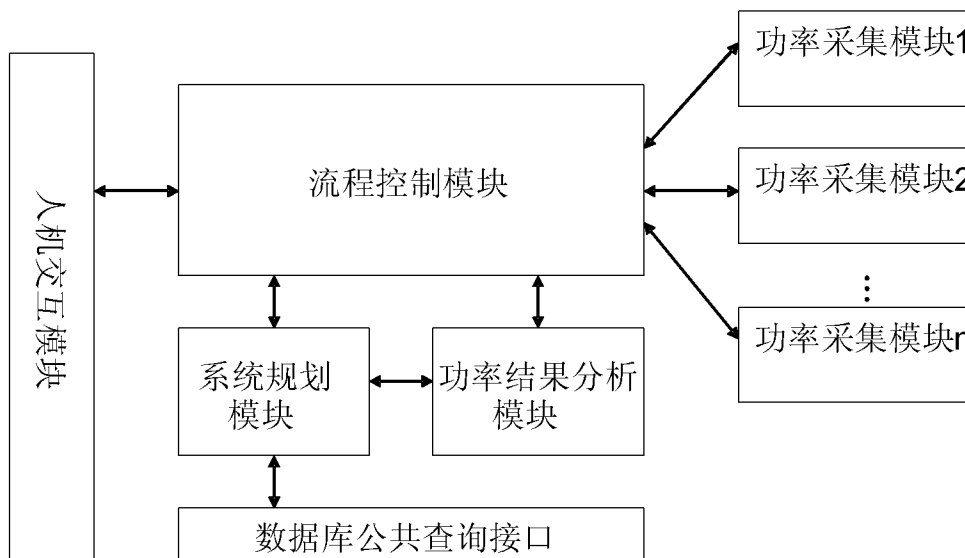 人机交互模块
流程控制模块
功率采集模块1
功率采集模块2
⋮
功率采集模块n
系统规划
模块
功率结果分析
模块
数据库公共查询接口